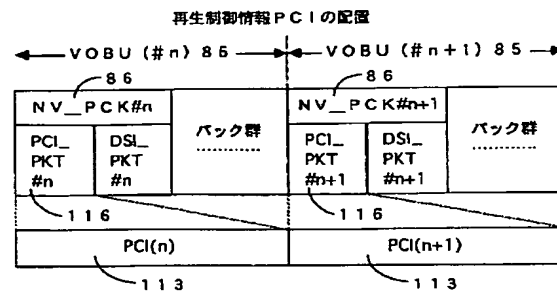 再生制御情報PCIの配置
VOBU(#n)86 VOBU(#n+1)85
86 86
NV_PCK#n パック群 NV_PCK#n+1 パック群
PCI_ DSI_ ………… PCI_ DSI_ …………
PKT PKT PKT PKT
#n #n #n+1 #n+1
116 116
PCI(n) PCI(n+1)
113 113